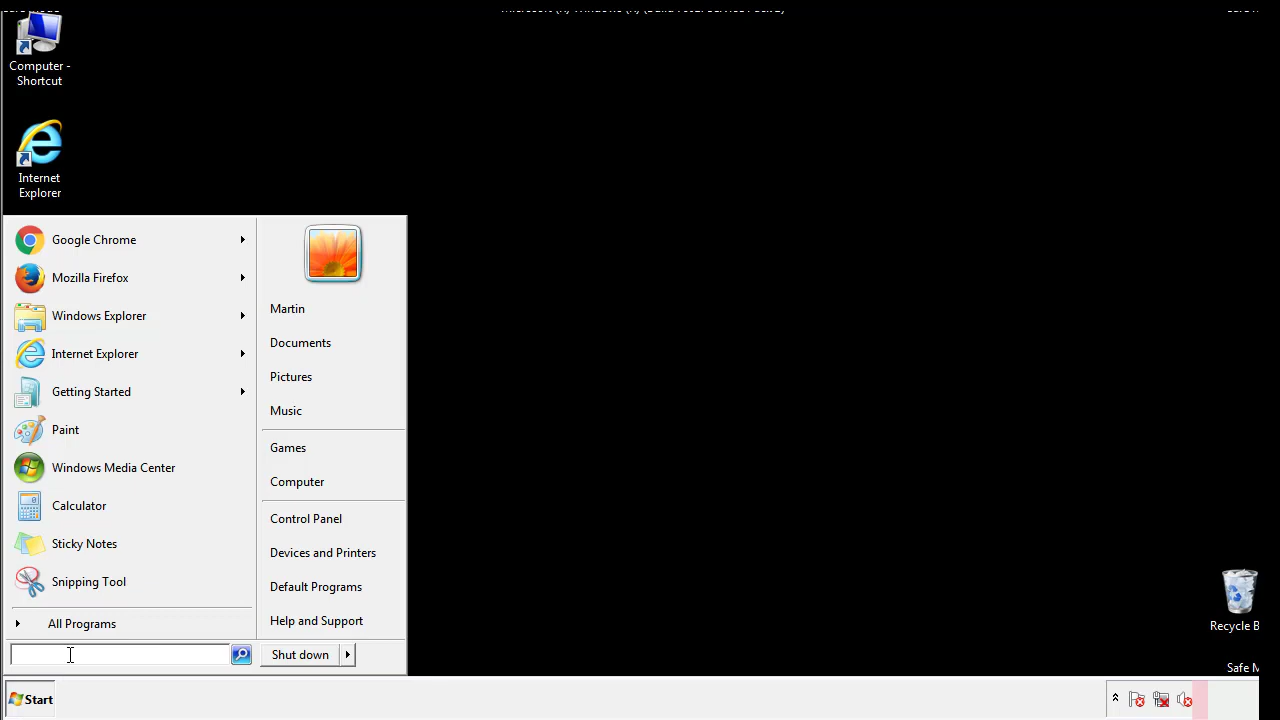 Computer -
Shortcut
Internet
Explorer
Google Chrome
Mozilla Firefox
Windows Explorer
Internet Explorer
Getting Started
Paint
Windows Media Center
Calculator
Sticky Notes
Snipping Tool
All Programs
Martin
Documents
Pictures
Music
Games
Computer
Control Panel
Devices and Printers
Default Programs
Help and Support
Shut down
Recycle B
Safe M
Start